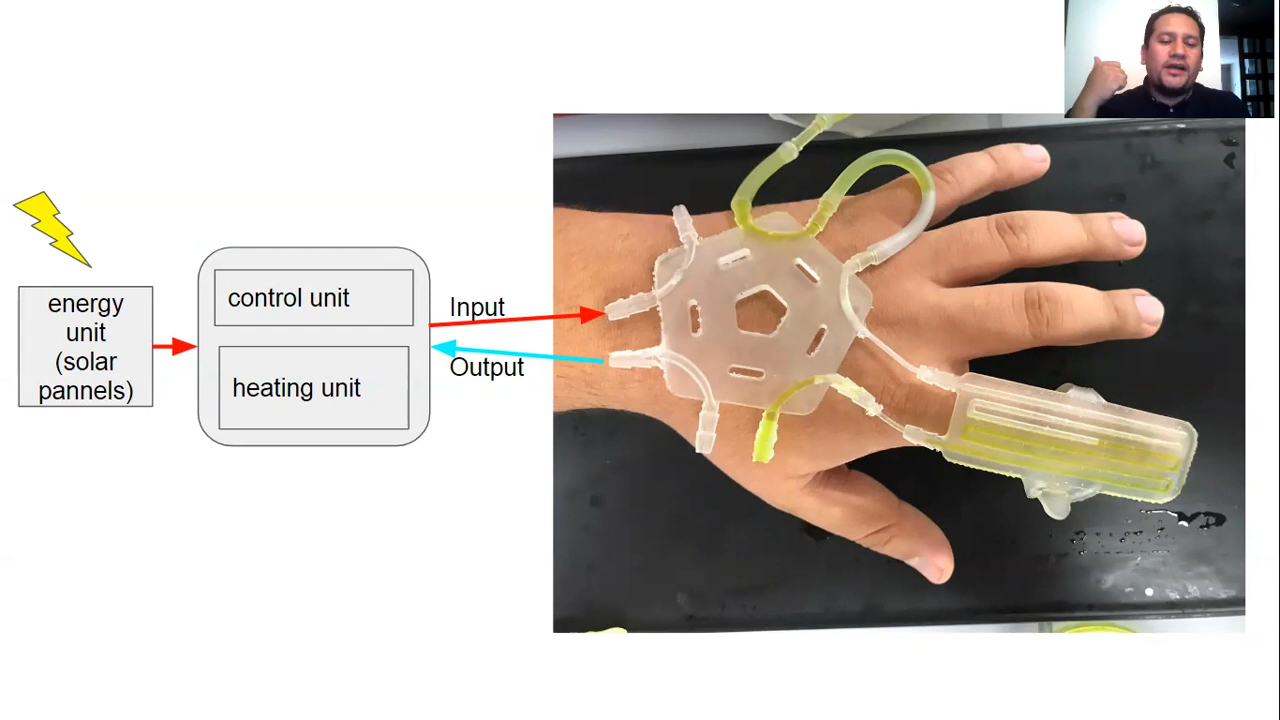 energy
unit
(solar
pannels)
control unit
heating unit
Input
Output